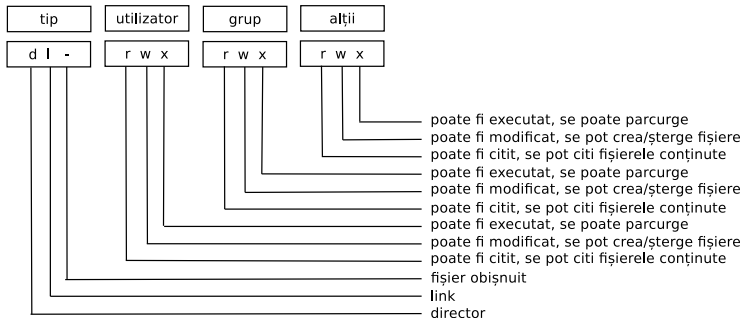 tip utilizator grup alții
d l - r w x r w x r w x
poate fi executat, se poate parcurge
poate fi modificat, se pot crea/șterge fișiere
poate fi citit, se pot citi fișierele conținute
poate fi executat, se poate parcurge
poate fi modificat, se pot crea/șterge fișiere
poate fi citit, se pot citi fișierele conținute
poate fi executat, se poate parcurge
poate fi modificat, se pot crea/șterge fișiere
poate fi citit, se pot citi fișierele conținute
fișier obișnuit
link
director